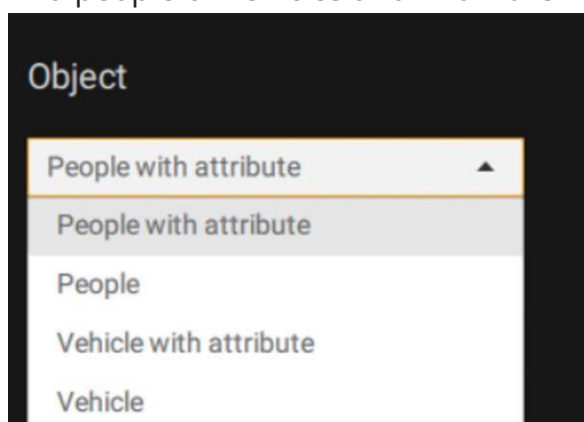 Object
People with attribute
People with attribute
People
Vehicle with attribute
Vehicle